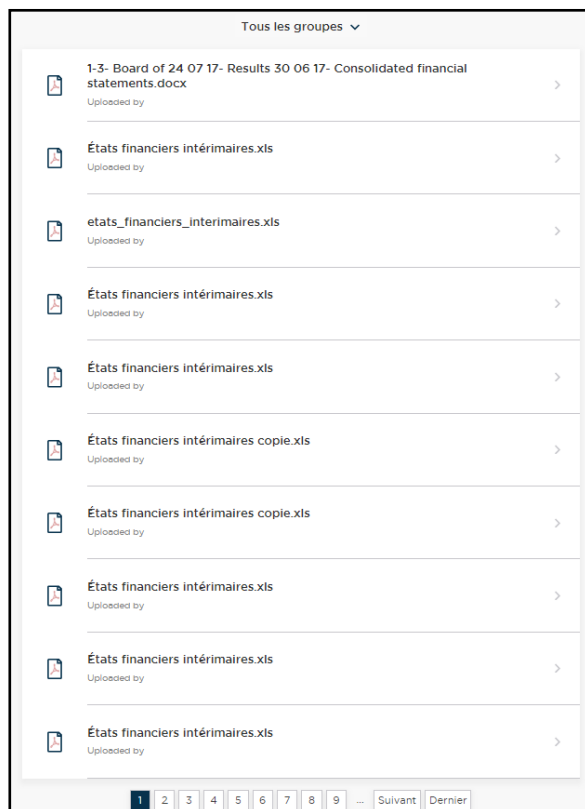 Tous les groupes
1-3- Board of 24 07 17- Results 30 06 17- Consolidated financial
statements.docx
Uploaded by
États financiers intérimaires.xls
Uploaded by
etats_financiers_interimaires.xls
Uploaded by
États financiers intérimaires.xls
Uploaded by
États financiers intérimaires.xls
Uploaded by
États financiers intérimaires copie.xls
Uploaded by
États financiers intérimaires copie.xls
Uploaded by
États financiers intérimaires.xls
Uploaded by
États financiers intérimaires.xls
Uploaded by
États financiers intérimaires.xls
Uploaded by
1 2 3 4 5 6 7 8 9 ... Suivant Dernier